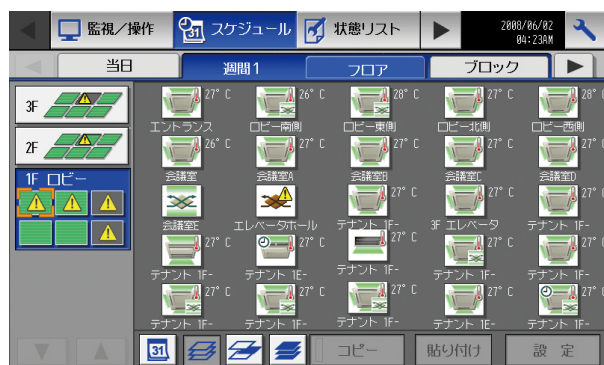 監視／操作 31 スケジュール 状態リスト 2008/06/02
04:23AM
当日 週間1 フロア ブロック
3F 27° C 26° C 28° C 27° C 28°
エントランス ロビー南側 ロビー東側 ロビー北側 ロビー西側
2F 26° C 27° C 27° C 27° C 27°
会議室 会議室A 会議室B 会議室C 会議室D
1F ロビー
27° C 27°
会議室E エレベータホール テナント 1F- 3F エレベータ テナント 1F-
27° C 27° C 27° C 27° C 27°
テナント 1F- テナント 1E- テナント 1F- テナント 1F- テナント 1F-
27° C 27° C 27° C 27° C 27°
テナント 1F- テナント 1F- テナント 1F- テナント 1E- テナント 1F-
31 コピー 貼り付け 設 定